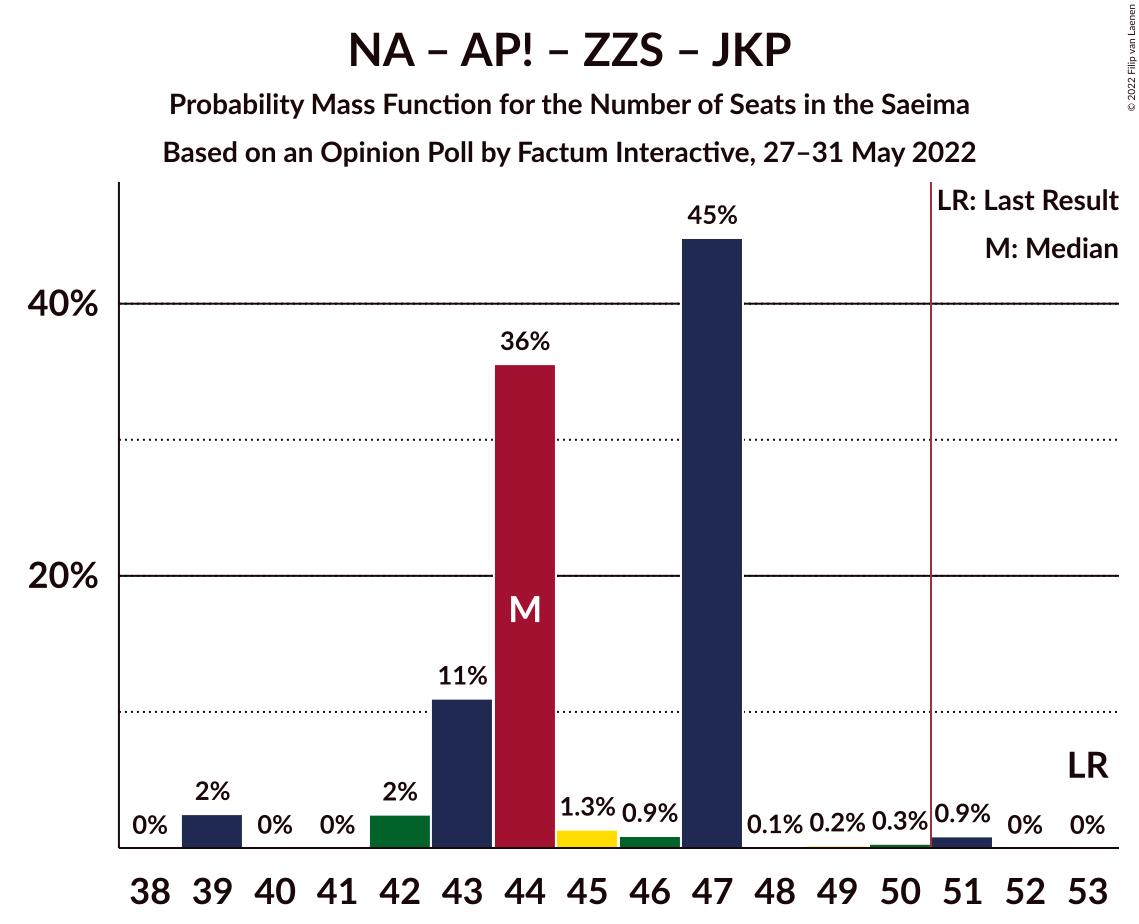 NA – AP! – ZZS – JKP
Probability Mass Function for the Number of Seats in the Saeima
Based on an Opinion Poll by Factum Interactive, 27–31 May 2022
© 2022 Filip van Laenen
LR: Last Result
M: Median
40%
20%
0%
2%
0%
0%
2%
11%
36%
1.3%
0.9%
45%
0.1%
0.2%
0.3%
0.9%
0%
0%
M
LR
38 39 40 41 42 43 44 45 46 47 48 49 50 51 52 53